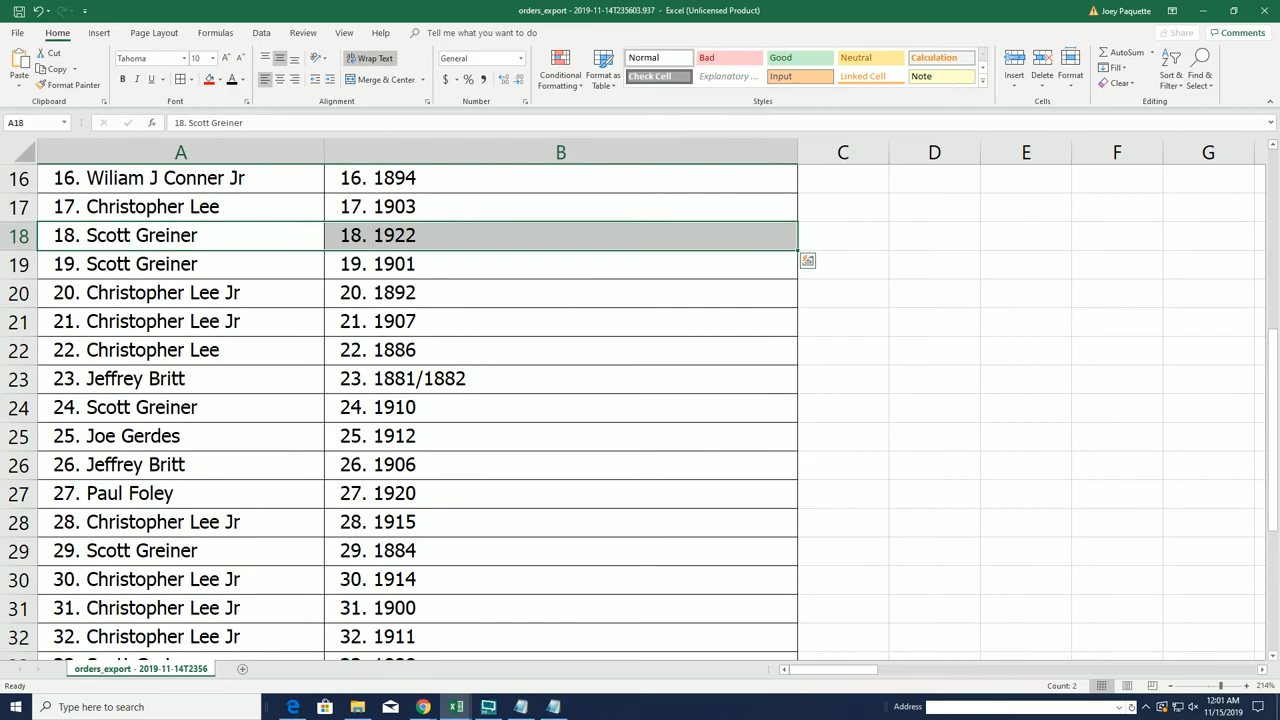 orders_export - 2019-11-14T235603.937 - Excel (Unlicensed Product)
Joey Paquette
File Home Insert Draw Page Layout Formulas Data Review View Help Tell me what you want to do
Share Comments
Paste
Cut
Copy
Format Painter
Clipboard
Tahoma 10
B I U
Font
Wrap Text
Merge & Center
Alignment
General
$ % ,
Number
Conditional Formatting
Format as Table
Normal Bad Good Neutral Calculation
Check Cell Explanatory ... Input Linked Cell Note
Styles
Insert Delete Format
Cells
AutoSum
Fill
Clear
Sort & Filter
Find & Select
Editing
A18 fx 18. Scott Greiner
A B C D E F G
16 16. Wiliam J Conner Jr 16. 1894
17 17. Christopher Lee 17. 1903
18 18. Scott Greiner 18. 1922
19 19. Scott Greiner 19. 1901
20 20. Christopher Lee Jr 20. 1892
21 21. Christopher Lee Jr 21. 1907
22 22. Christopher Lee 22. 1886
23 23. Jeffrey Britt 23. 1881/1882
24 24. Scott Greiner 24. 1910
25 25. Joe Gerdes 25. 1912
26 26. Jeffrey Britt 26. 1906
27 27. Paul Foley 27. 1920
28 28. Christopher Lee Jr 28. 1915
29 29. Scott Greiner 29. 1884
30 30. Christopher Lee Jr 30. 1914
31 31. Christopher Lee Jr 31. 1900
32 32. Christopher Lee Jr 32. 1911
orders_export - 2019-11-14T2356
Ready Count: 2 214%
Type here to search
Address
12:01 AM
11/15/2019